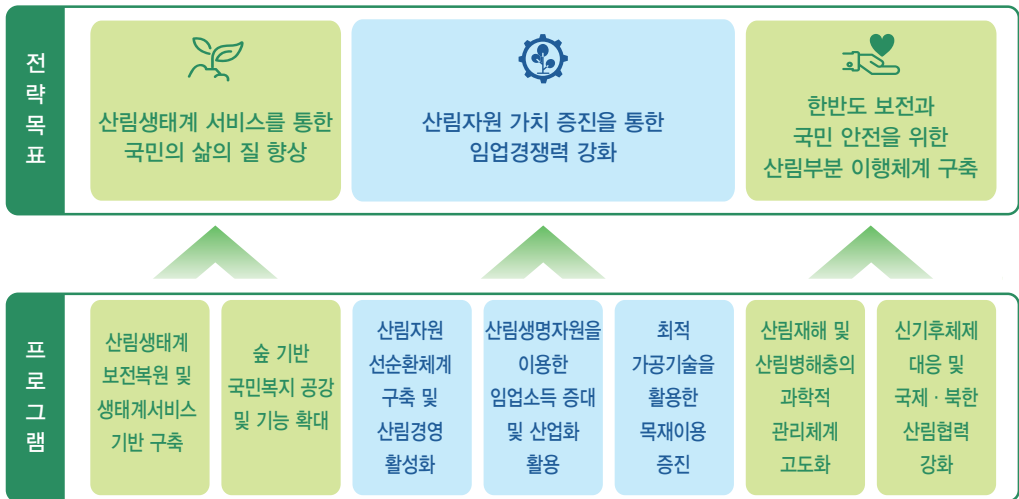 전략목표
산림생태계 서비스를 통한
국민의 삶의 질 향상
산림자원 가치 증진을 통한
임업경쟁력 강화
한반도 보전과
국민 안전을 위한
산림부분 이행체계 구축
프로그램
산림생태계
보전복원 및
생태계서비스
기반 구축
숲 기반
국민복지 공강
및 기능 확대
산림자원
선순환체계
구축 및
산림경영
활성화
산림생명자원을
이용한
임업소득 증대
및 산업화
활용
최적
가공기술을
활용한
목재이용
증진
산림재해 및
산림병해충의
과학적
관리체계
고도화
신기후체제
대응 및
국제 · 북한
산림협력
강화